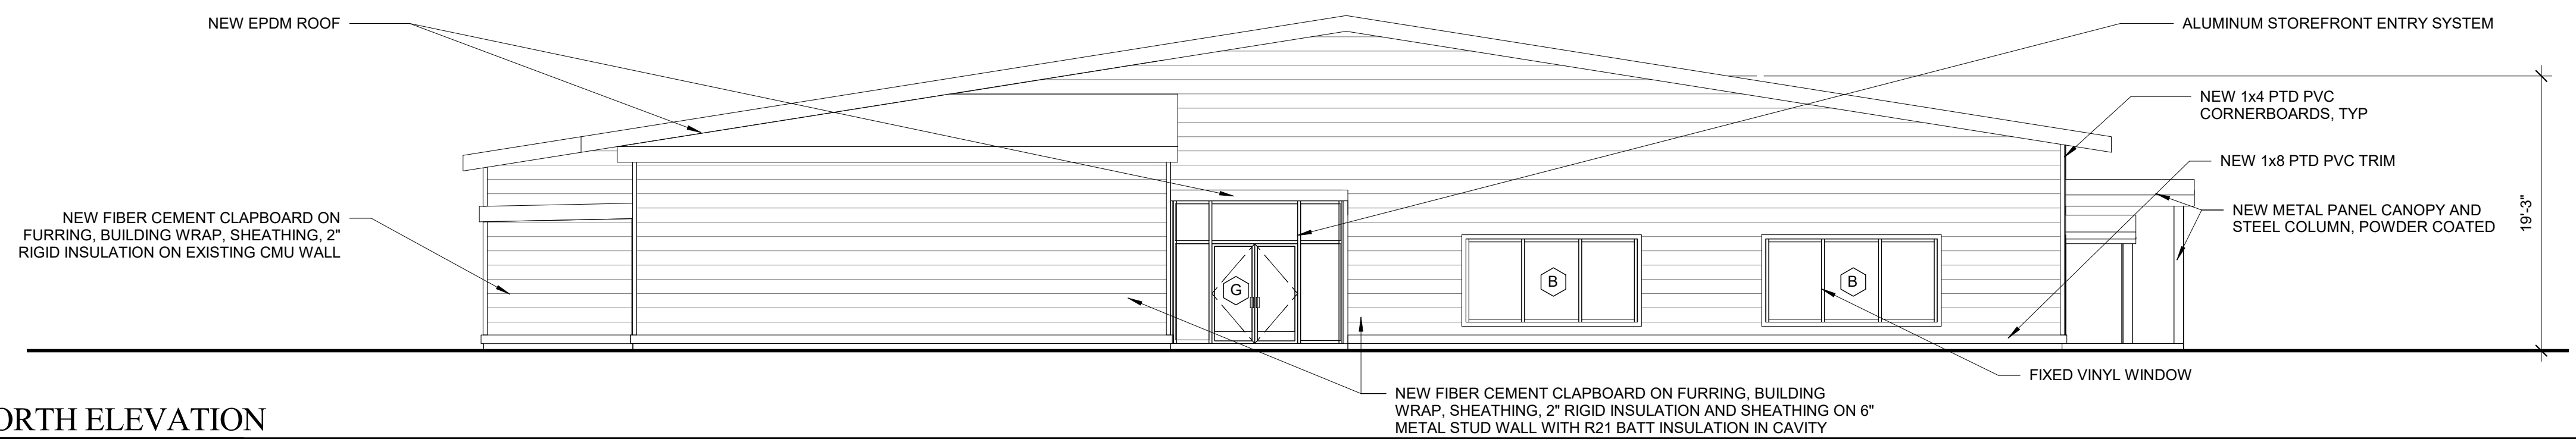 NEW EPDM ROOF
ALUMINUM STOREFRONT ENTRY SYSTEM
NEW 1x4 PTD PVC
CORNERBOARDS, TYP
NEW 1x8 PTD PVC TRIM
NEW METAL PANEL CANOPY AND
STEEL COLUMN, POWDER COATED
19'-3"
NEW FIBER CEMENT CLAPBOARD ON
FURRING, BUILDING WRAP, SHEATHING, 2"
RIGID INSULATION ON EXISTING CMU WALL
G
B
B
FIXED VINYL WINDOW
NEW FIBER CEMENT CLAPBOARD ON FURRING, BUILDING
WRAP, SHEATHING, 2" RIGID INSULATION AND SHEATHING ON 6"
METAL STUD WALL WITH R21 BATT INSULATION IN CAVITY
ORTH ELEVATION